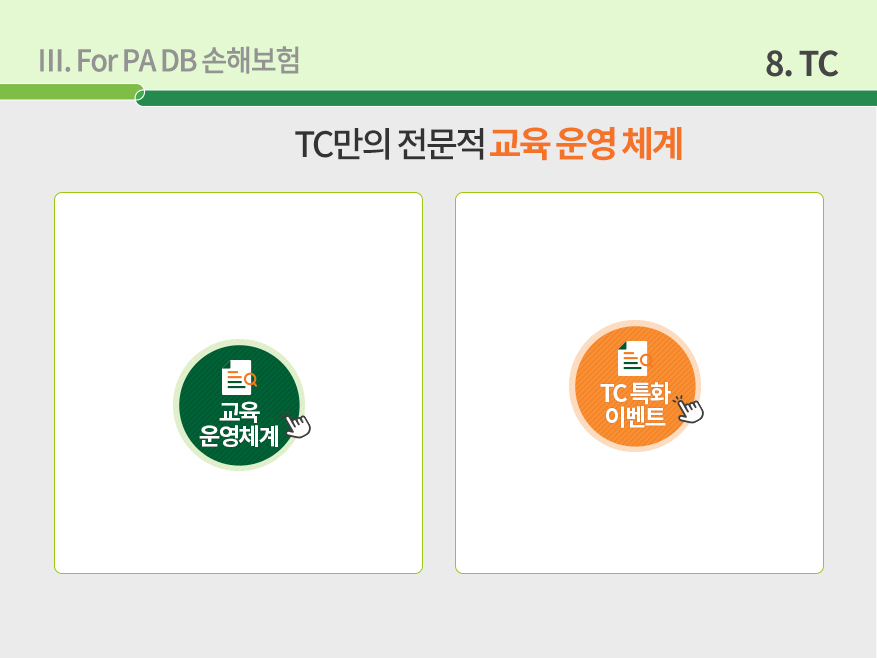 III. For PA DB 손해보험
8. TC
TC만의 전문적 교육 운영 체계
교육
운영체계
TC 특화
이벤트